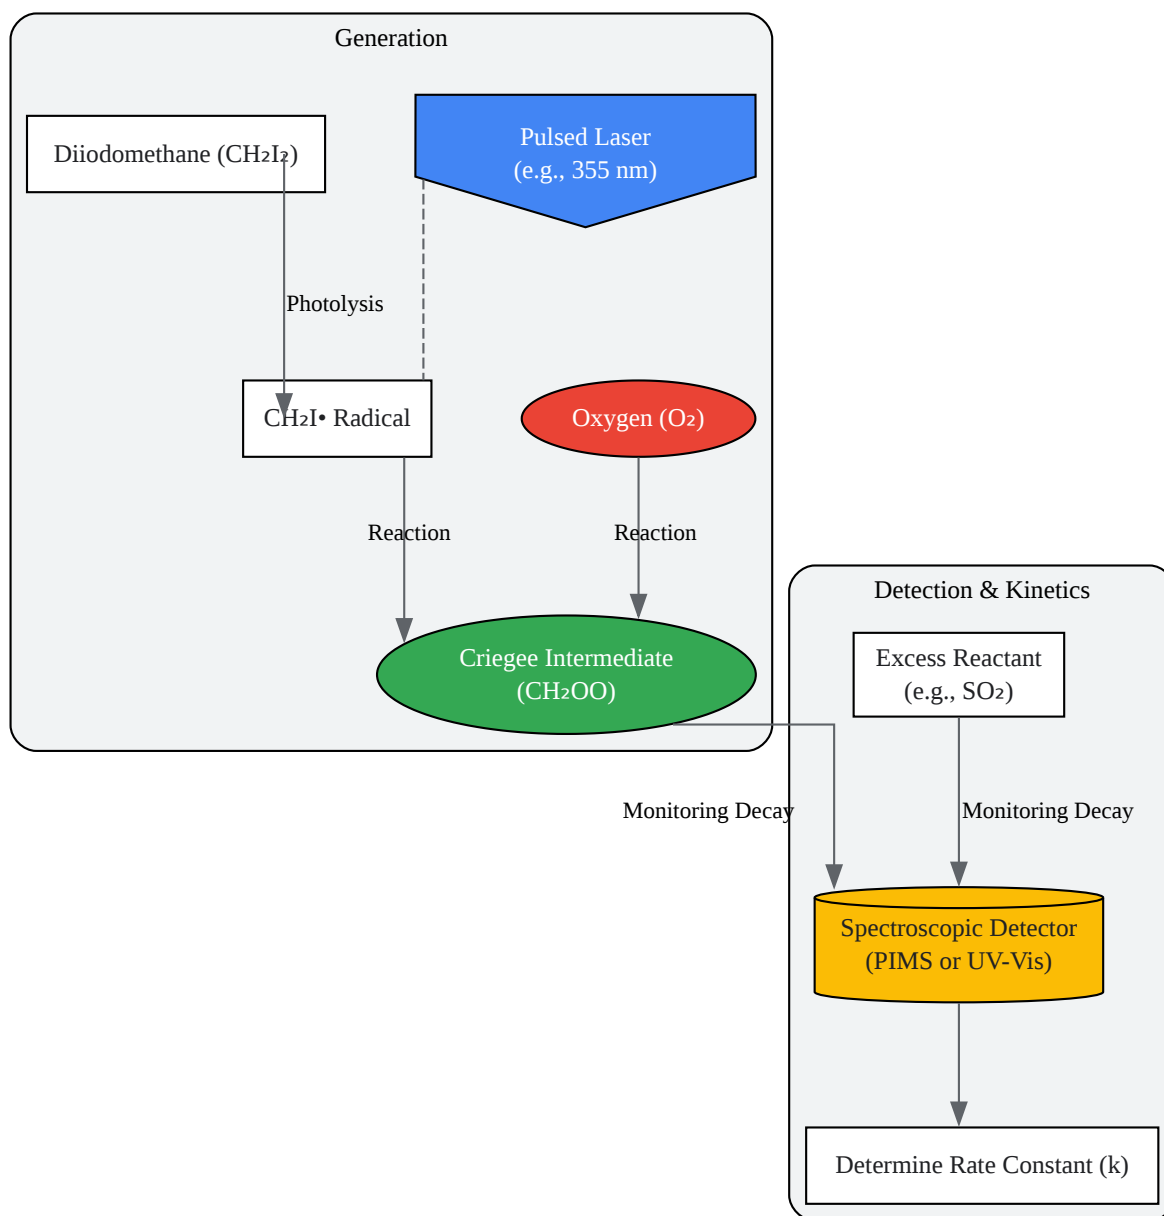 Generation
Diiodomethane (CH₂I₂)
Pulsed Laser
(e.g., 355 nm)
Photolysis
CH₂I• Radical
Oxygen (O₂)
Reaction
Reaction
Criegee Intermediate
(CH₂OO)
Detection & Kinetics
Excess Reactant
(e.g., SO₂)
Monitoring Decay
Monitoring Decay
Spectroscopic Detector
(PIMS or UV-Vis)
Determine Rate Constant (k)